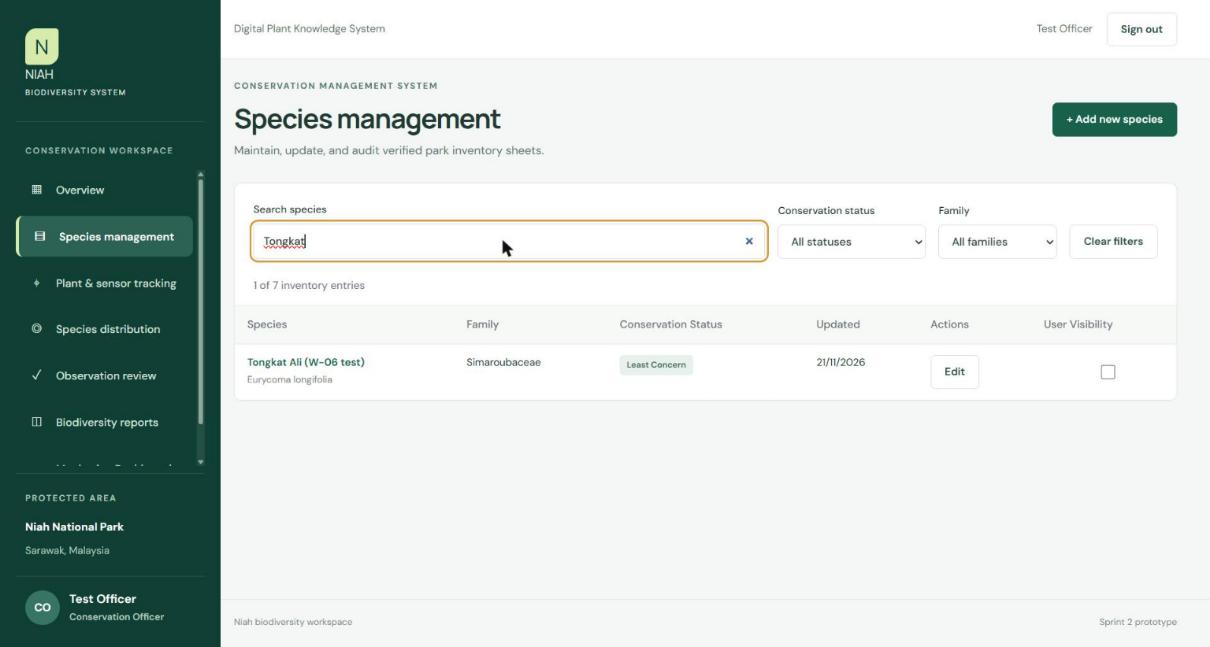 N
NIAH
BIODIVERSITY SYSTEM
CONSERVATION WORKSPACE
Overview
Species management
Plant & sensor tracking
Species distribution
Observation review
Biodiversity reports
PROTECTED AREA
Niah National Park
Sarawak, Malaysia
CO
Test Officer
Conservation Officer
Digital Plant Knowledge System
Test Officer
Sign out
CONSERVATION MANAGEMENT SYSTEM
Species management
+ Add new species
Maintain, update, and audit verified park inventory sheets.
Search species
Conservation status
Family
Tongkat
All statuses
All families
Clear filters
1 of 7 inventory entries
Species Family Conservation Status Updated Actions User Visibility
Tongkat Ali (W-06 test) Simaroubaceae Least Concern 21/11/2026 Edit
Eurycoma longifolia
Niah biodiversity workspace
Sprint 2 prototype